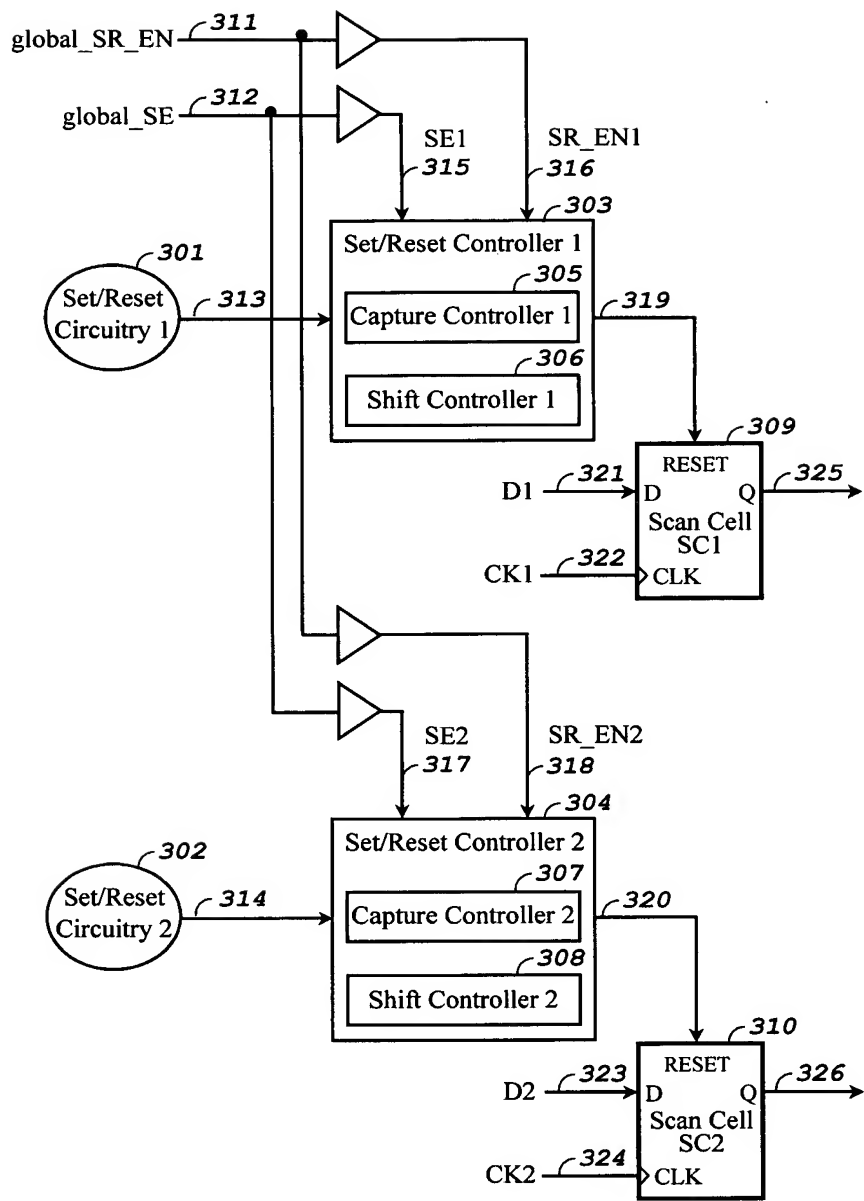 311
global_SR_EN
312
global_SE
SE1
SR_EN1
315
316
303
Set/Reset Controller 1
301
Set/Reset
Circuitry 1
313
305
Capture Controller 1
319
306
Shift Controller 1
309
RESET
D1
321
D
Q
325
Scan Cell
SC1
CK1
322
CLK
SE2
SR_EN2
317
318
304
Set/Reset Controller 2
302
Set/Reset
Circuitry 2
314
307
Capture Controller 2
320
308
Shift Controller 2
310
RESET
D2
323
D
Q
326
Scan Cell
SC2
CK2
324
CLK